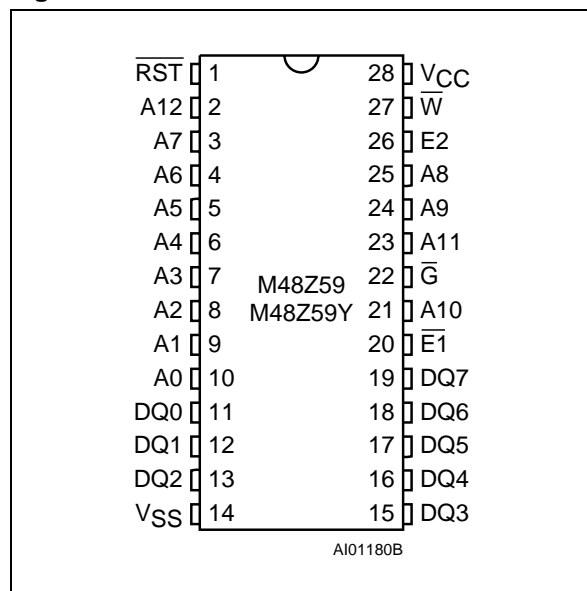 R̅S̅T̅ 1 28 VCC
A12 2 27 W̅
A7 3 26 E2
A6 4 25 A8
A5 5 24 A9
A4 6 23 A11
A3 7 22 G̅
A2 8 21 A10
A1 9 20 E̅1̅
A0 10 19 DQ7
DQ0 11 18 DQ6
DQ1 12 17 DQ5
DQ2 13 16 DQ4
VSS 14 15 DQ3
M48Z59
M48Z59Y
AI01180B